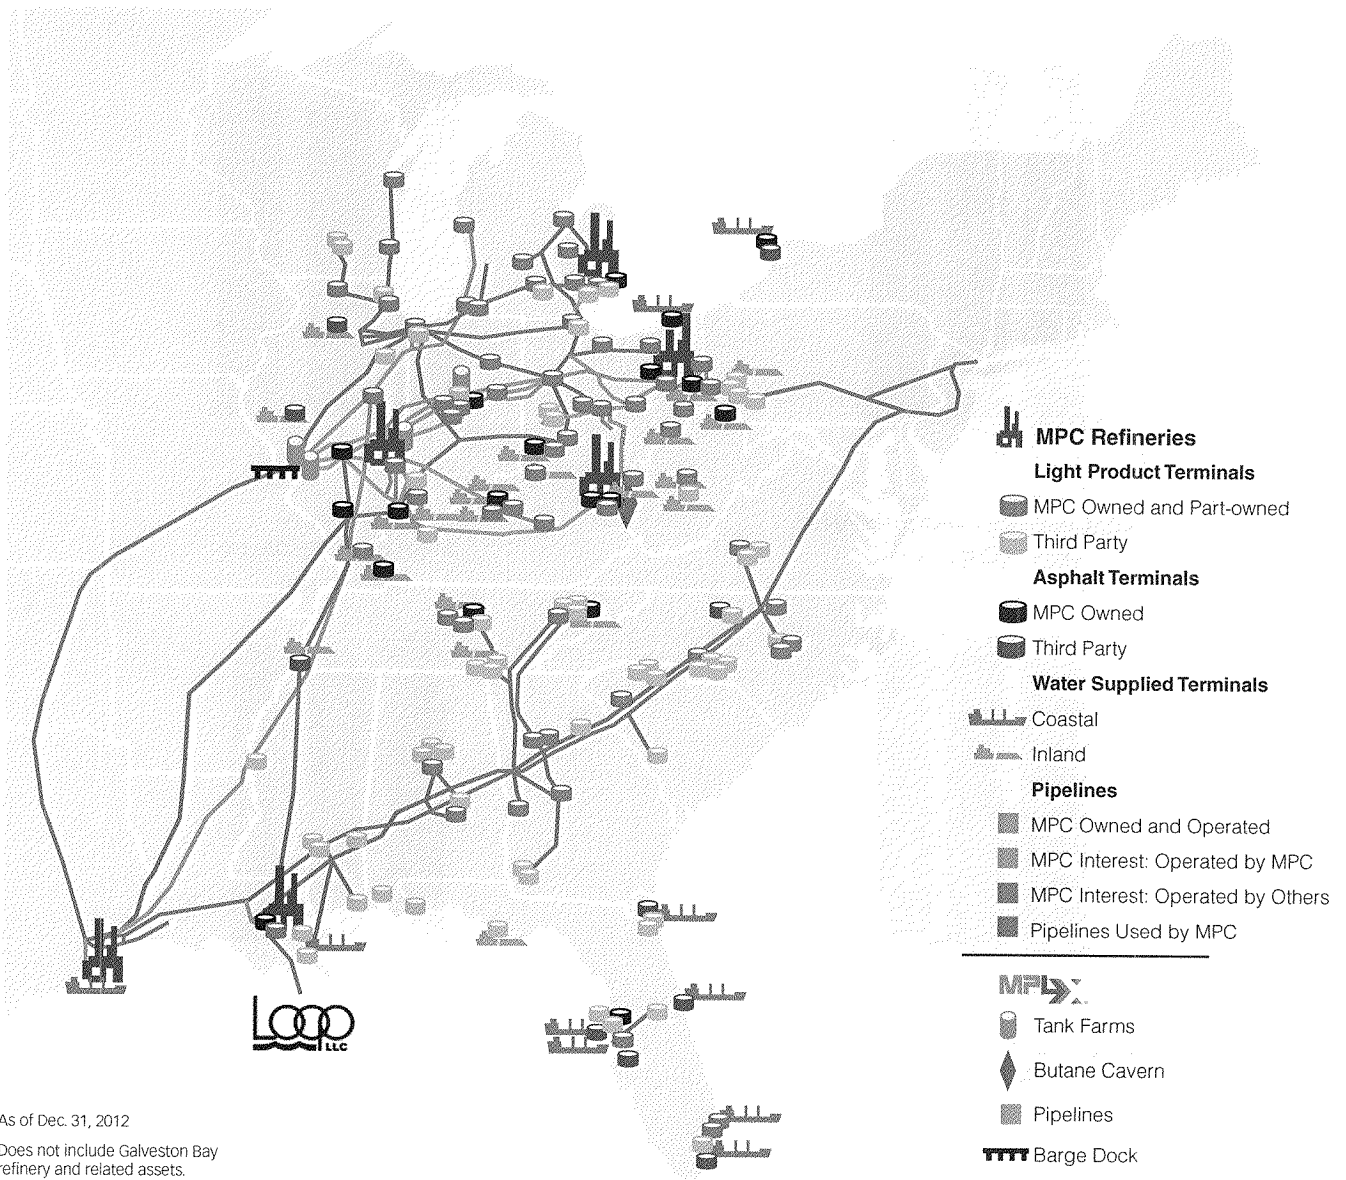 MPC Refineries
Light Product Terminals
MPC Owned and Part-owned
Third Party
Asphalt Terminals
MPC Owned
Third Party
Water Supplied Terminals
Coastal
Inland
Pipelines
MPC Owned and Operated
MPC Interest: Operated by MPC
MPC Interest: Operated by Others
Pipelines Used by MPC
MPLX
Tank Farms
Butane Cavern
Pipelines
Barge Dock
LOOP
LLC
As of Dec. 31, 2012
Does not include Galveston Bay
refinery and related assets.